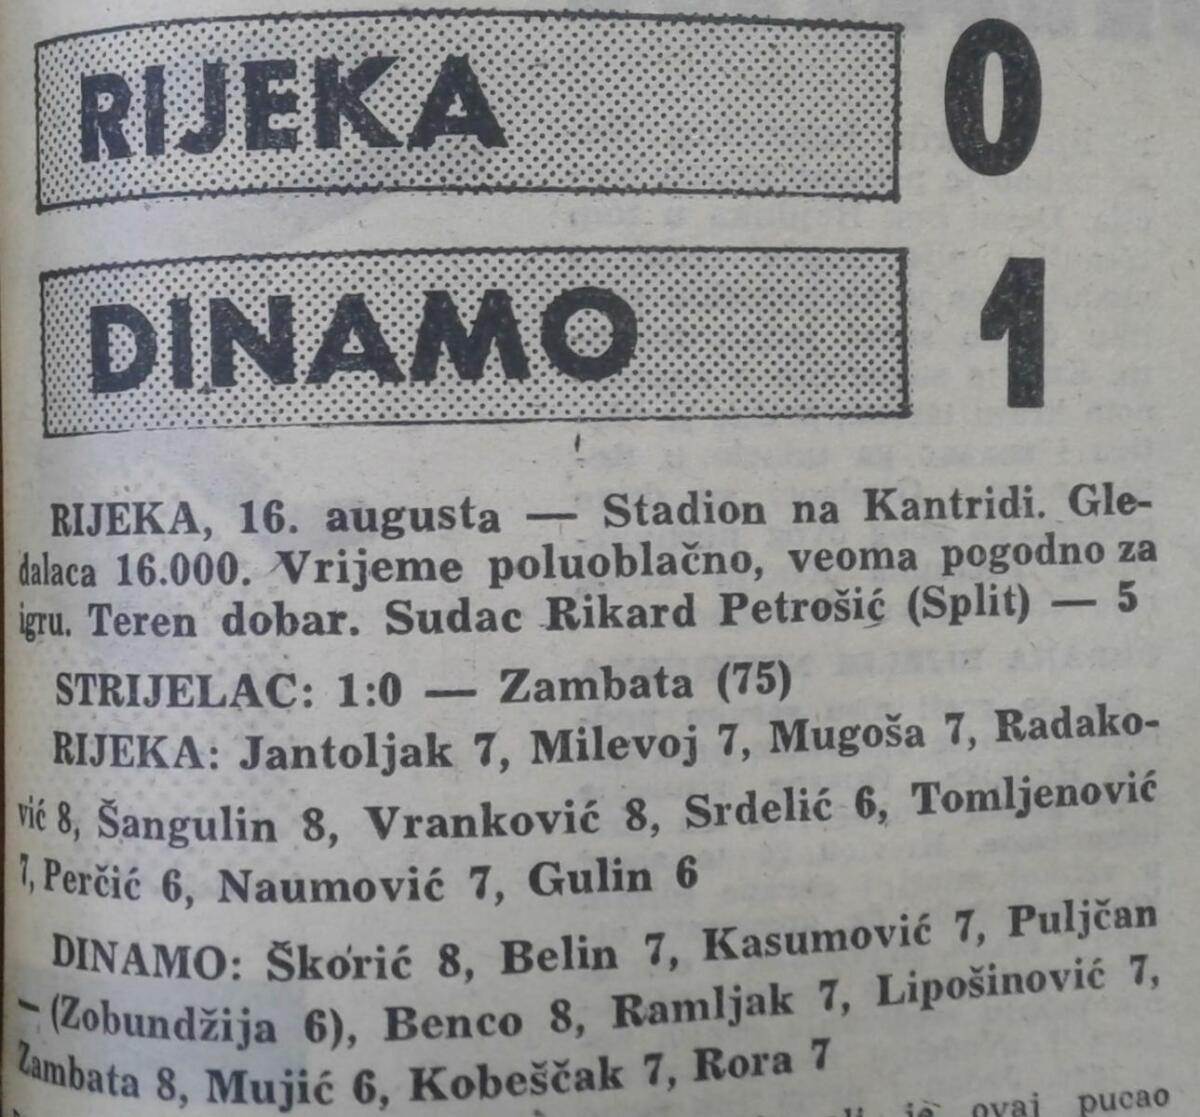 RIJEKA 0
DINAMO 1
RIJEKA, 16. augusta — Stadion na Kantridi. Gle-
dalaca 16.000. Vrijeme poluoblačno, veoma pogodno za
igru. Teren dobar. Sudac Rikard Petrošić (Split) — 5
STRIJELAC: 1:0 — Zambata (75)
RIJEKA: Jantoljak 7, Milevoj 7, Mugoša 7, Radako-
vić 8, Šangulin 8, Vranković 8, Srdelić 6, Tomljenović
7, Perčić 6, Naumović 7, Gulin 6
DINAMO: Škorić 8, Belin 7, Kasumović 7, Puljčan
— (Zobundžija 6), Benco 8, Ramljak 7, Lipošinović 7,
Zambata 8, Mujić 6, Kobeščak 7, Rora 7
je ovaj pucao